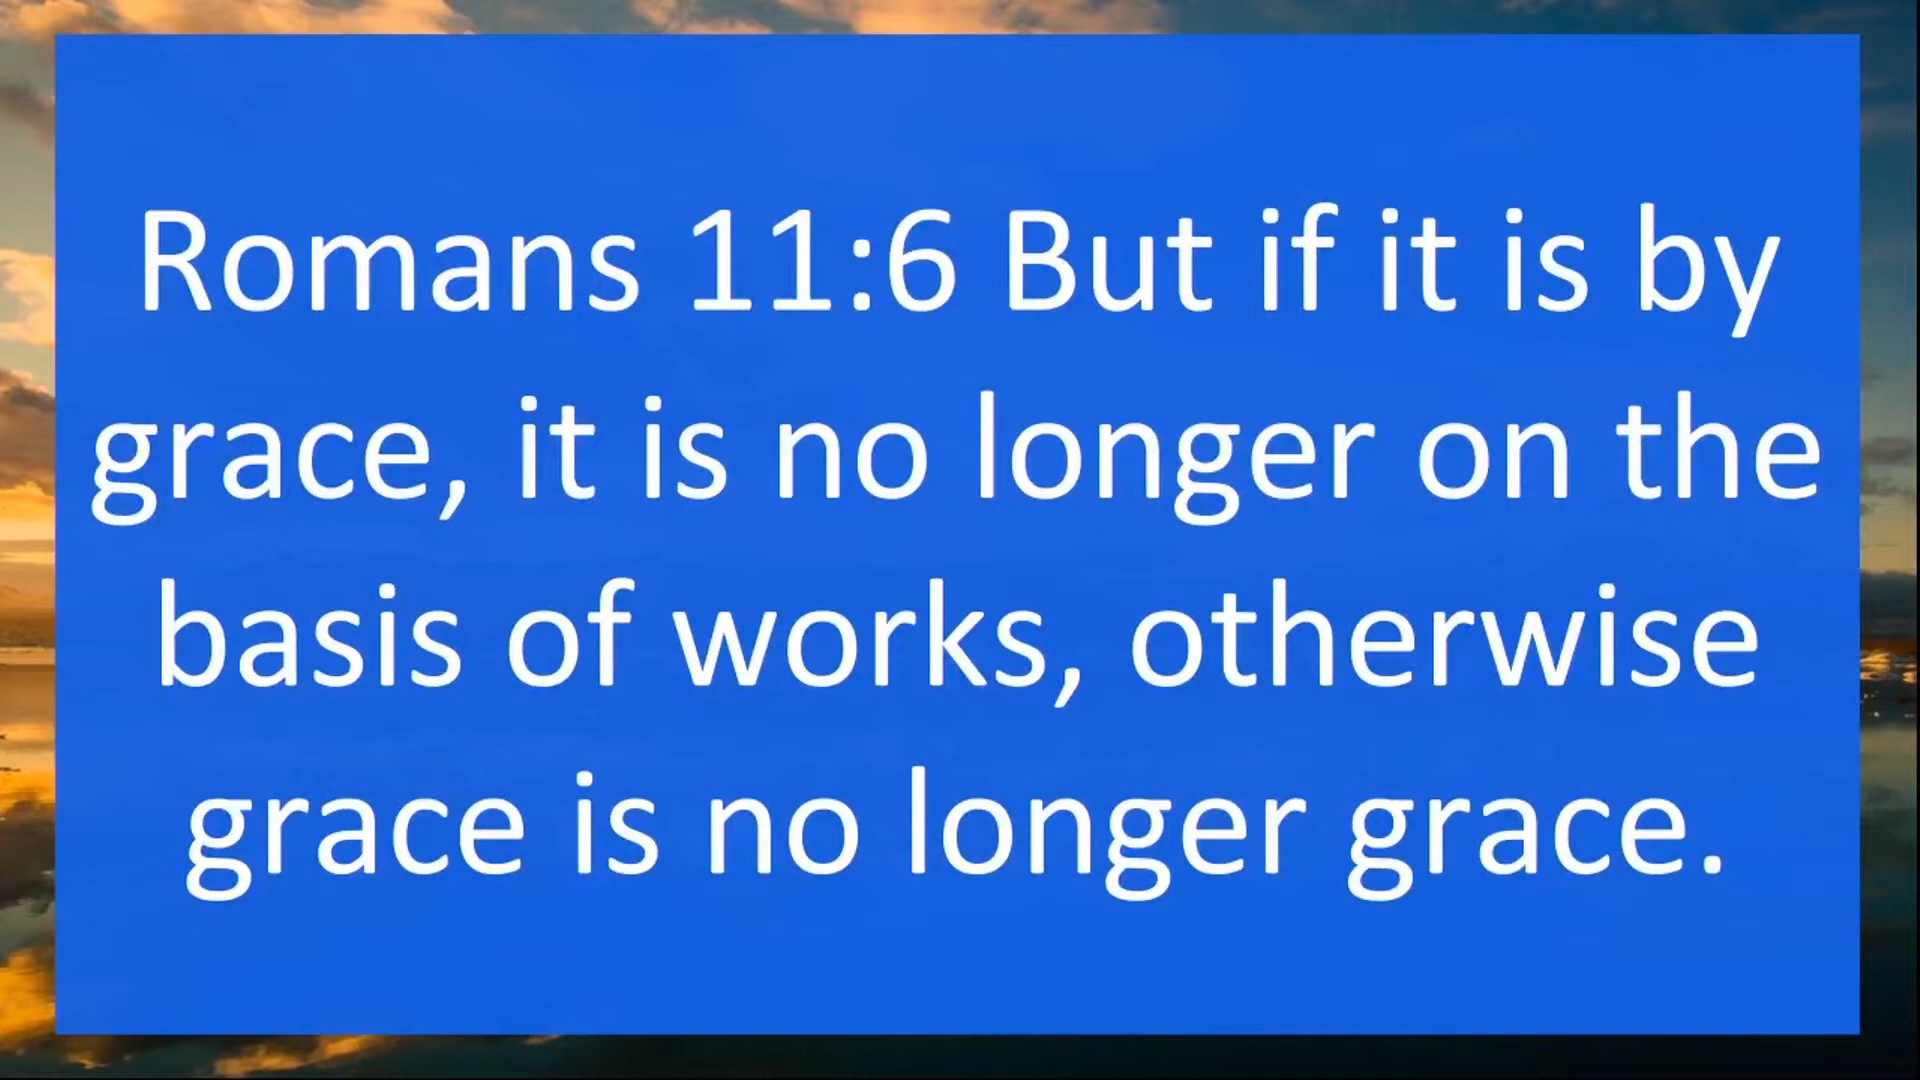 Romans 11:6 But if it is by
grace, it is no longer on the
basis of works, otherwise
grace is no longer grace.